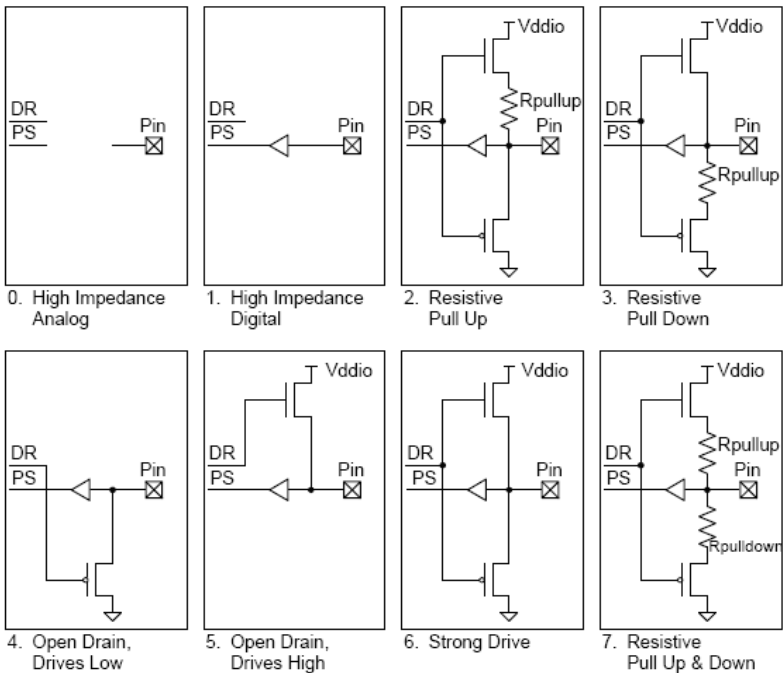 Vddio
Vddio
Rpullup
DR
PS
Pin
DR
PS
Pin
DR
PS
Pin
DR
PS
Pin
Rpullup
0. High Impedance
Analog
1. High Impedance
Digital
2. Resistive
Pull Up
3. Resistive
Pull Down
Vddio
Vddio
Vddio
Rpullup
DR
PS
Pin
DR
PS
Pin
DR
PS
Pin
DR
PS
Pin
Rpulldown
4. Open Drain,
Drives Low
5. Open Drain,
Drives High
6. Strong Drive
7. Resistive
Pull Up & Down